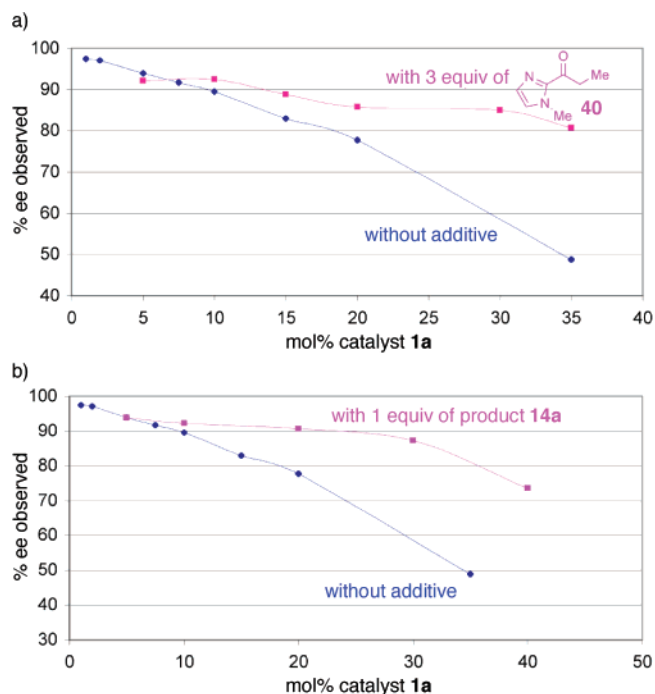 a)
100
90
80
70
60
50
40
% ee observed
with 3 equiv of
O
N
N
Me
Me
40
without additive
0 5 10 15 20 25 30 35 40
mol% catalyst 1a
b)
100
90
80
70
60
50
40
30
% ee observed
with 1 equiv of product 14a
without additive
0 10 20 30 40 50
mol% catalyst 1a